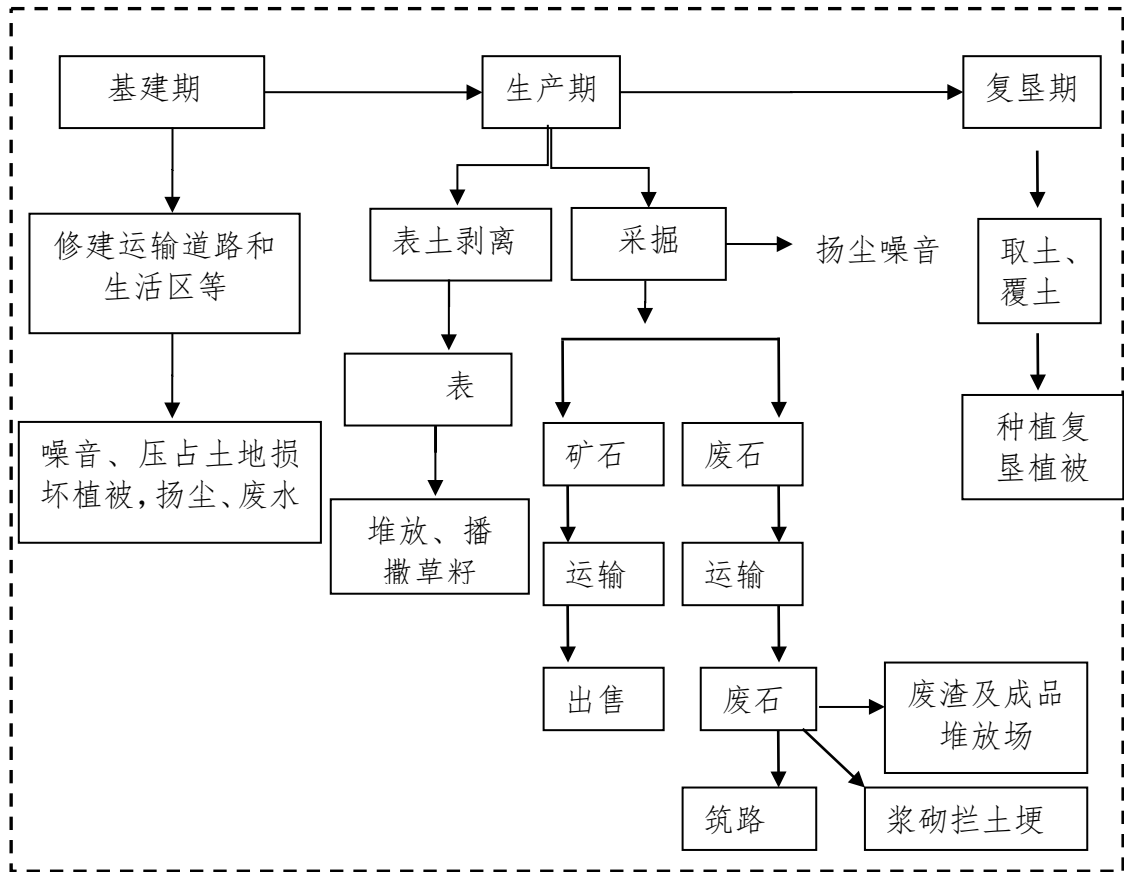 基建期
生产期
复垦期
修建运输道路和
生活区等
表土剥离
采掘
扬尘噪音
取土、
覆土
表
噪音、压占土地损
坏植被,扬尘、废水
矿石
废石
种植复
垦植被
堆放、播
撒草籽
运输
运输
出售
废石
废渣及成品
堆放场
筑路
浆砌拦土埂